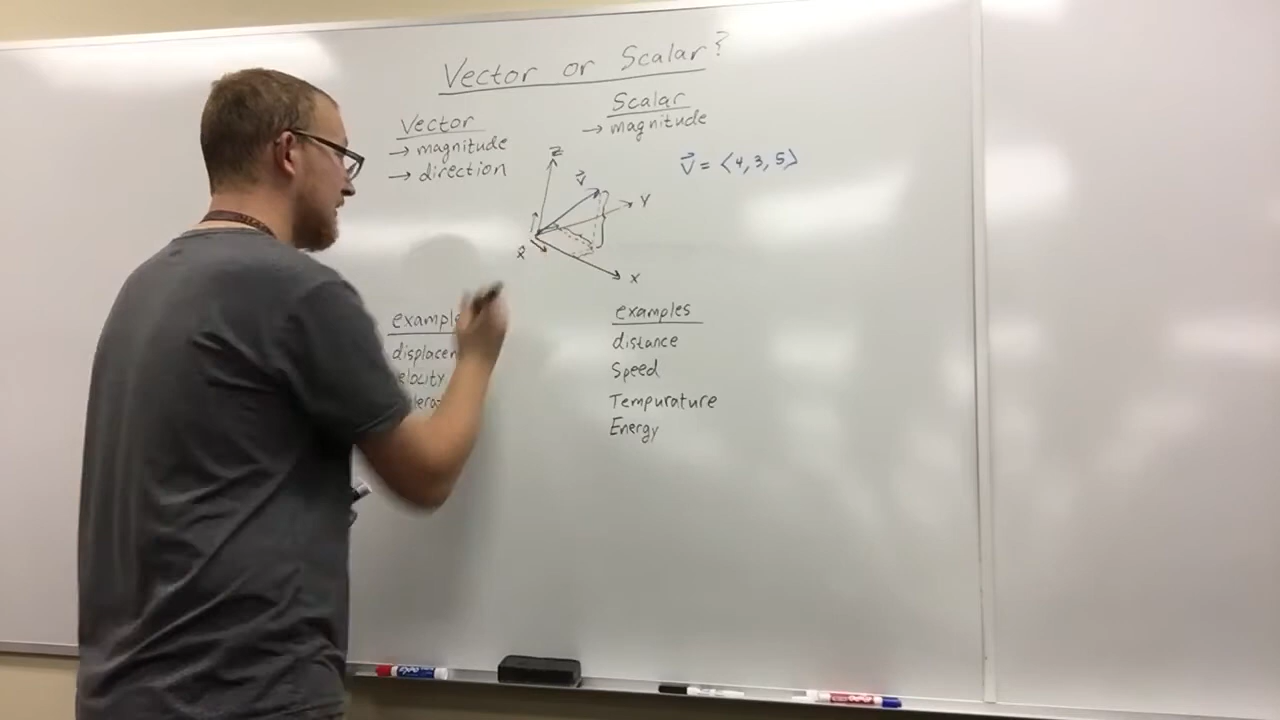 Vector or Scalar?
Vector
→ magnitude
→ direction
Scalar
→ magnitude
V⃗ = ⟨4, 3, 5⟩
Z
V⃗
Y
X
examples
distance
Speed
Tempurature
Energy